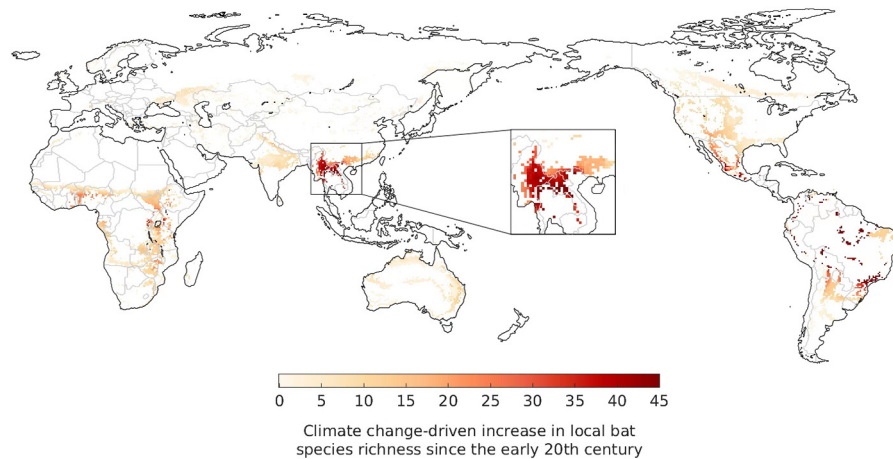 0 5 10 15 20 25 30 35 40 45
Climate change-driven increase in local bat
species richness since the early 20th century